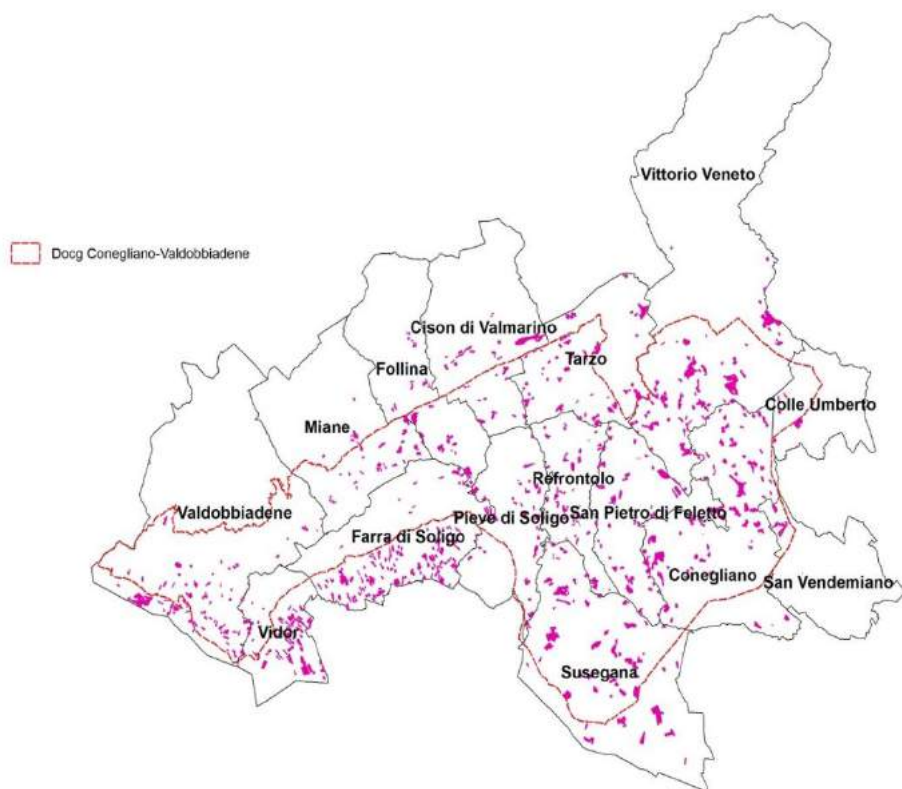 Vittorio Veneto
Docg Conegliano-Valdobbiadene
Cison di Valmarino
Tarzo
Follina
Colle Umberto
Miane
Refrontolo
Valdobbiadene
Pieve di Soligo
San Pietro di Feletto
Farra di Soligo
Conegliano
San Vendemiano
Vidor
Susegana